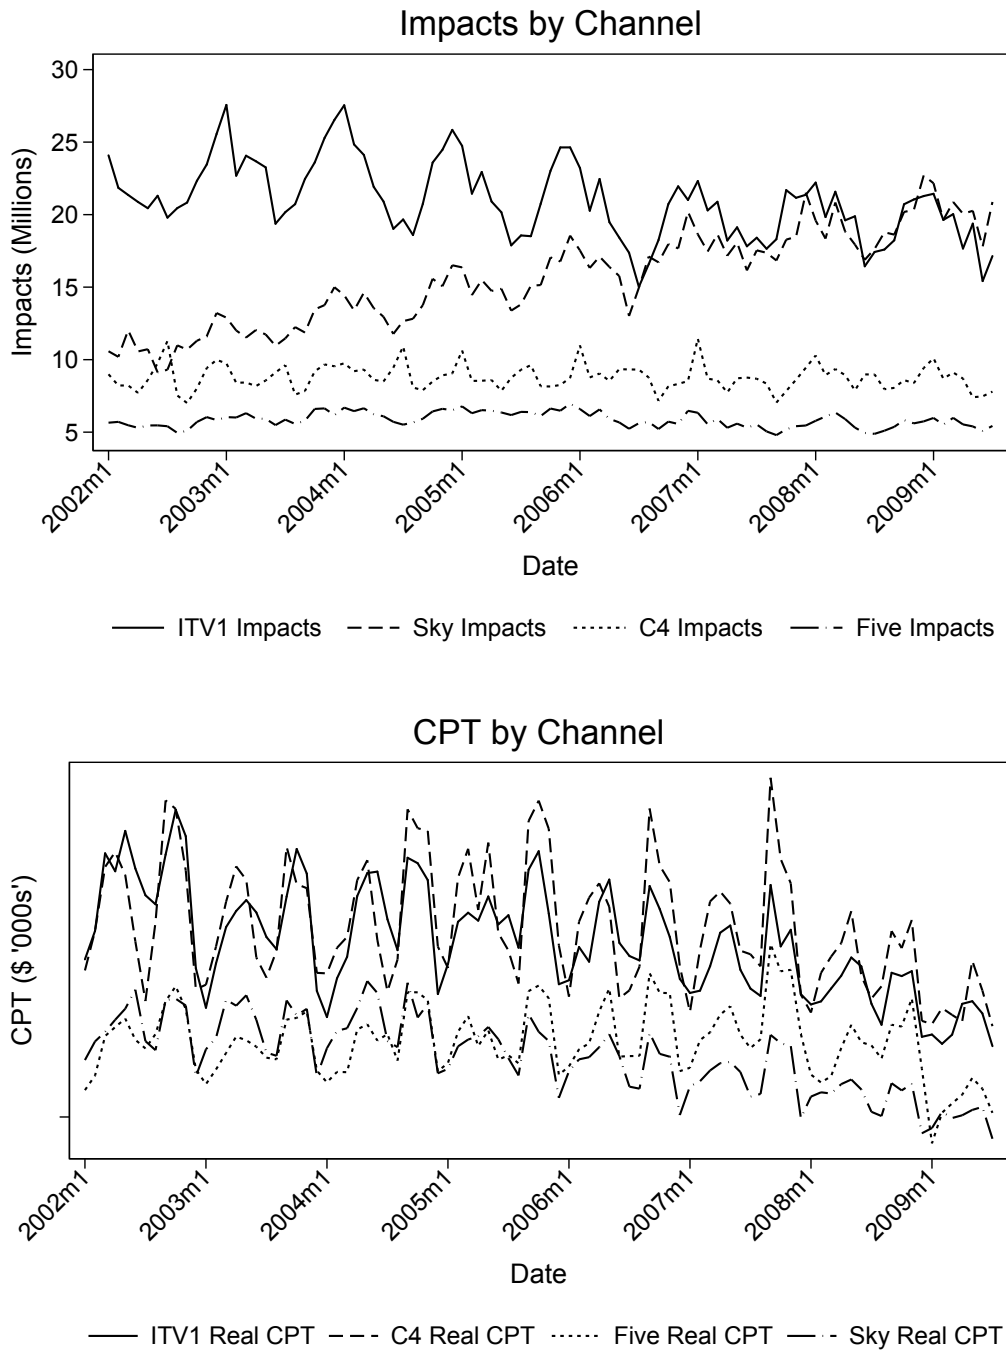 Impacts by Channel
30
25
20
15
10
5
Impacts (Millions)
2002m1
2003m1
2004m1
2005m1
2006m1
2007m1
2008m1
2009m1
Date
ITV1 Impacts Sky Impacts C4 Impacts Five Impacts
CPT by Channel
CPT ($ '000s')
2002m1
2003m1
2004m1
2005m1
2006m1
2007m1
2008m1
2009m1
Date
ITV1 Real CPT C4 Real CPT Five Real CPT Sky Real CPT